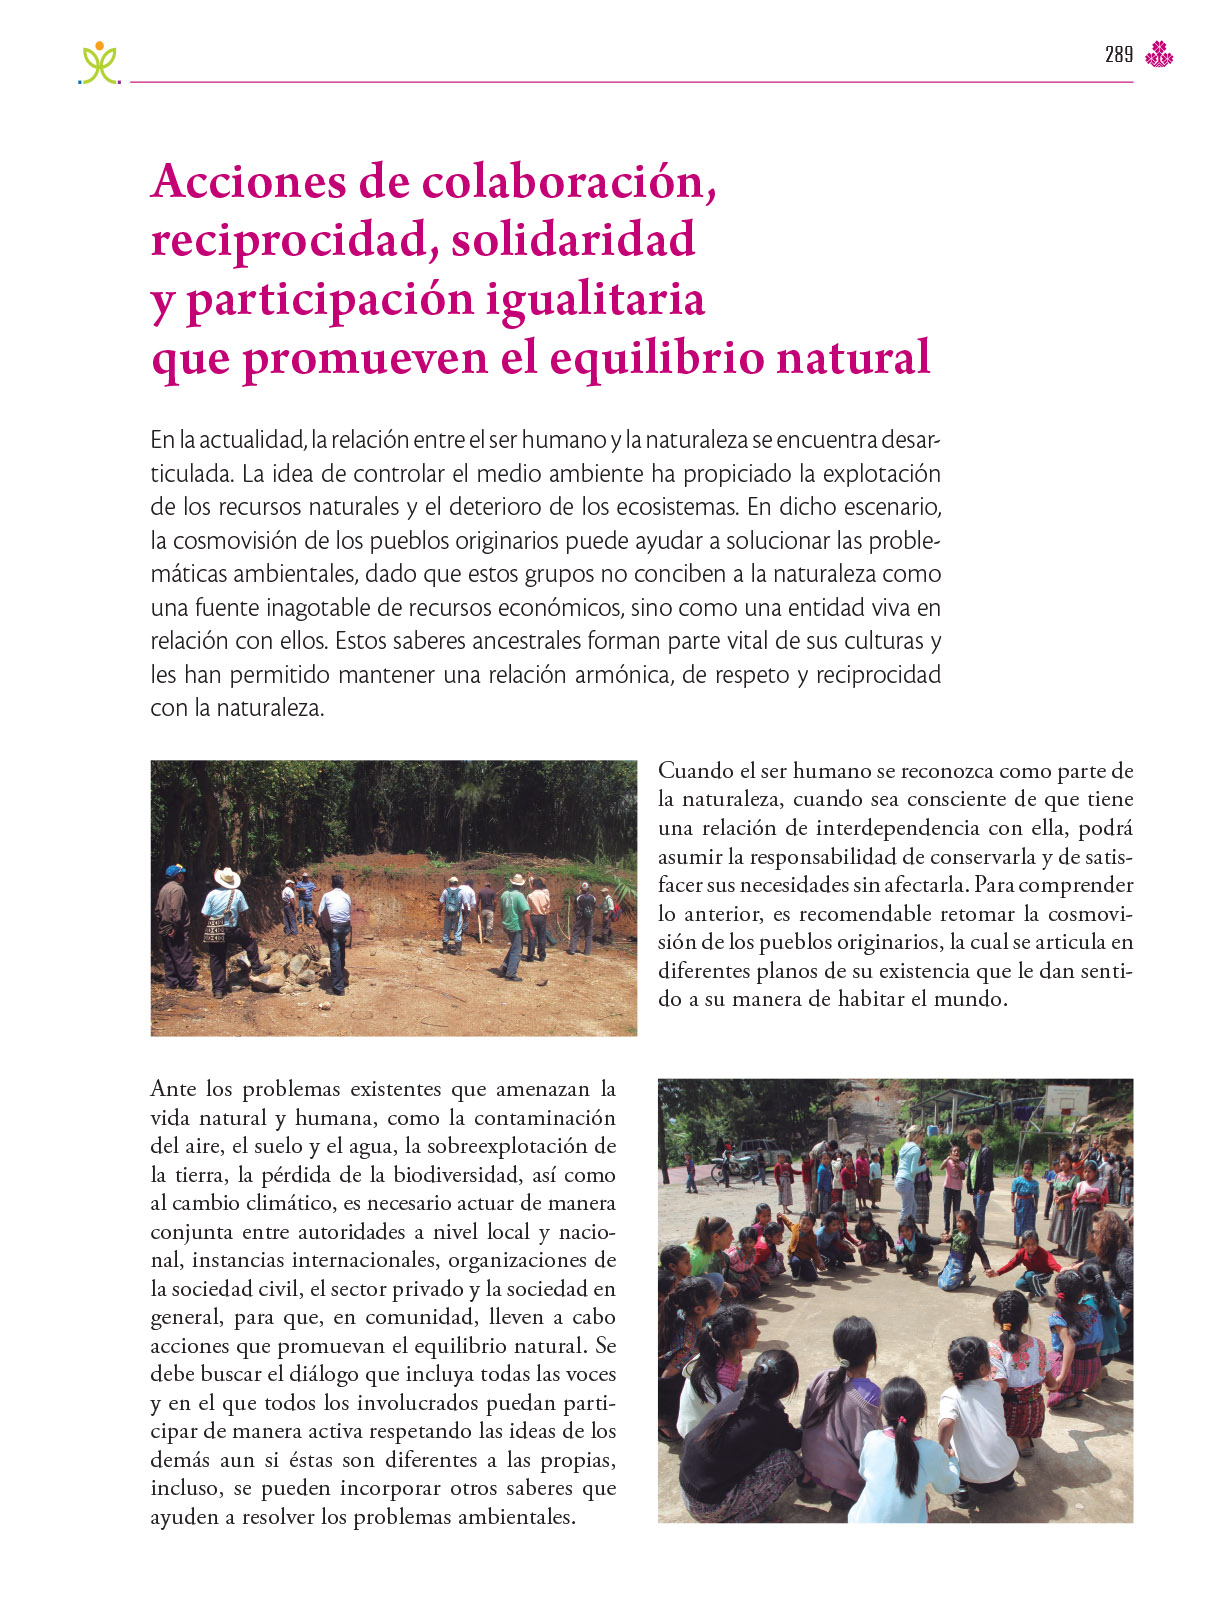 289
Acciones de colaboración,
reciprocidad, solidaridad
y participación igualitaria
que promueven el equilibrio natural
En la actualidad, la relación entre el ser humano y la naturaleza se encuentra desar-
ticulada. La idea de controlar el medio ambiente ha propiciado la explotación
de los recursos naturales y el deterioro de los ecosistemas. En dicho escenario,
la cosmovisión de los pueblos originarios puede ayudar a solucionar las proble-
máticas ambientales, dado que estos grupos no conciben a la naturaleza como
una fuente inagotable de recursos económicos, sino como una entidad viva en
relación con ellos. Estos saberes ancestrales forman parte vital de sus culturas y
les han permitido mantener una relación armónica, de respeto y reciprocidad
con la naturaleza.
Cuando el ser humano se reconozca como parte de
la naturaleza, cuando sea consciente de que tiene
una relación de interdependencia con ella, podrá
asumir la responsabilidad de conservarla y de satis-
facer sus necesidades sin afectarla. Para comprender
lo anterior, es recomendable retomar la cosmovi-
sión de los pueblos originarios, la cual se articula en
diferentes planos de su existencia que le dan senti-
do a su manera de habitar el mundo.
Ante los problemas existentes que amenazan la
vida natural y humana, como la contaminación
del aire, el suelo y el agua, la sobreexplotación de
la tierra, la pérdida de la biodiversidad, así como
al cambio climático, es necesario actuar de manera
conjunta entre autoridades a nivel local y nacio-
nal, instancias internacionales, organizaciones de
la sociedad civil, el sector privado y la sociedad en
general, para que, en comunidad, lleven a cabo
acciones que promuevan el equilibrio natural. Se
debe buscar el diálogo que incluya todas las voces
y en el que todos los involucrados puedan parti-
cipar de manera activa respetando las ideas de los
demás aun si éstas son diferentes a las propias,
incluso, se pueden incorporar otros saberes que
ayuden a resolver los problemas ambientales.